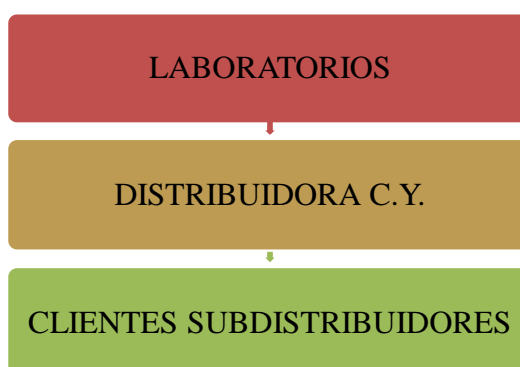 LABORATORIOS
DISTRIBUIDORA C.Y.
CLIENTES SUBDISTRIBUIDORES